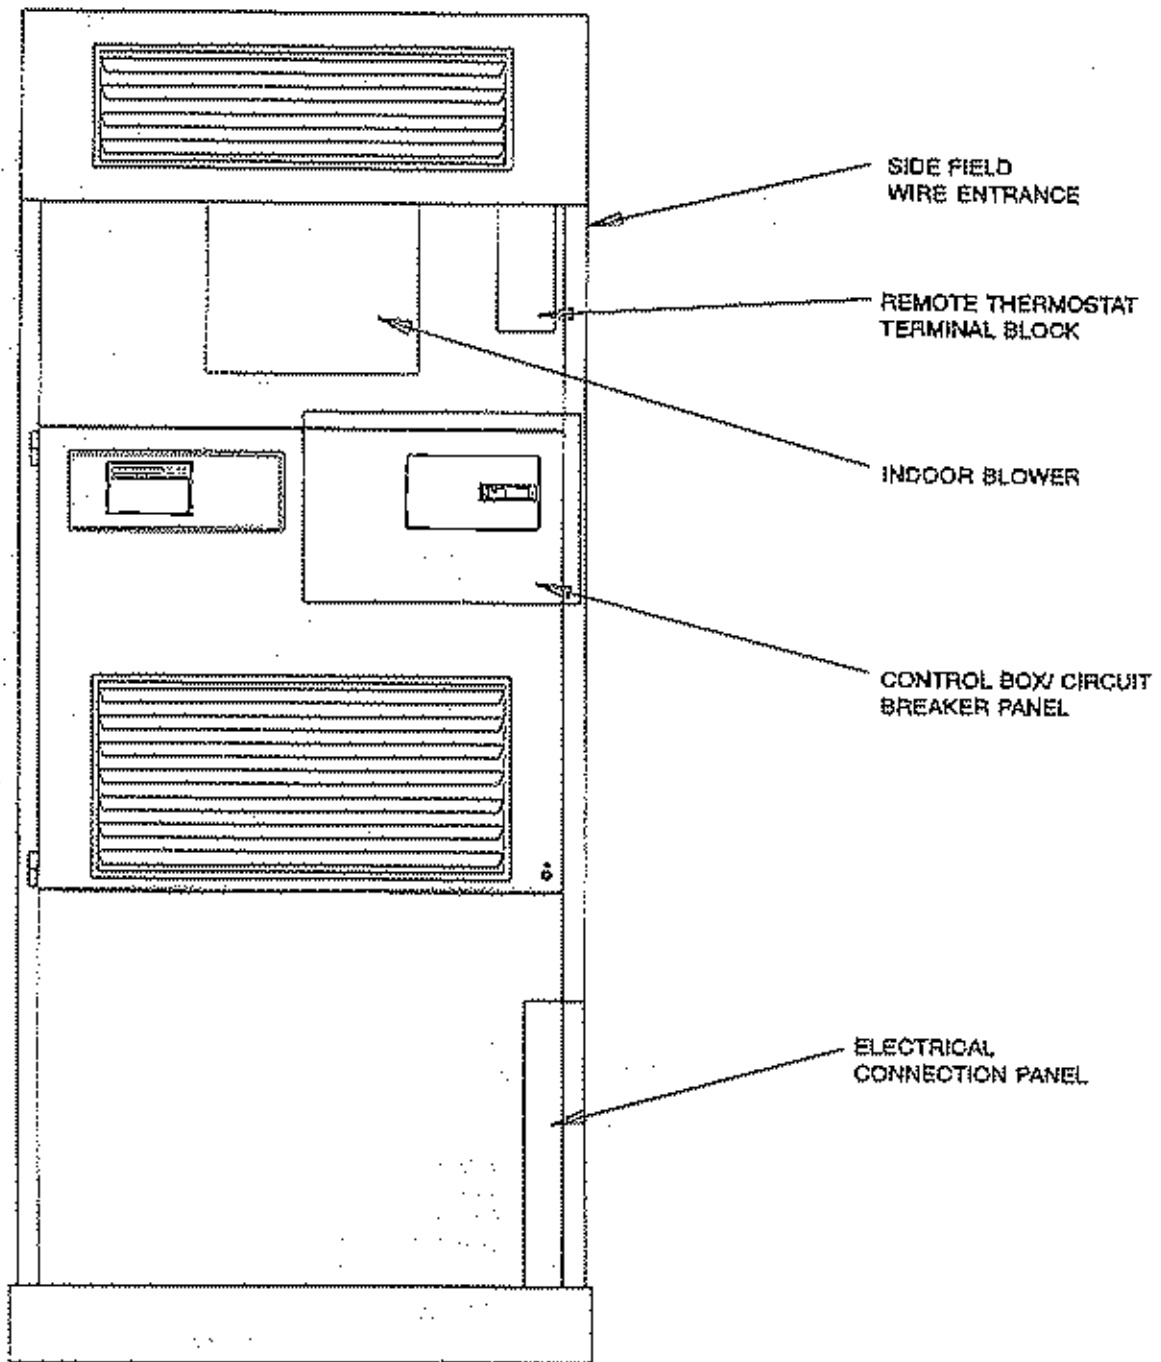 SIDE FIELD
WIRE ENTRANCE
REMOTE THERMOSTAT
TERMINAL BLOCK
INDOOR BLOWER
CONTROL BOX/ CIRCUIT
BREAKER PANEL
ELECTRICAL
CONNECTION PANEL